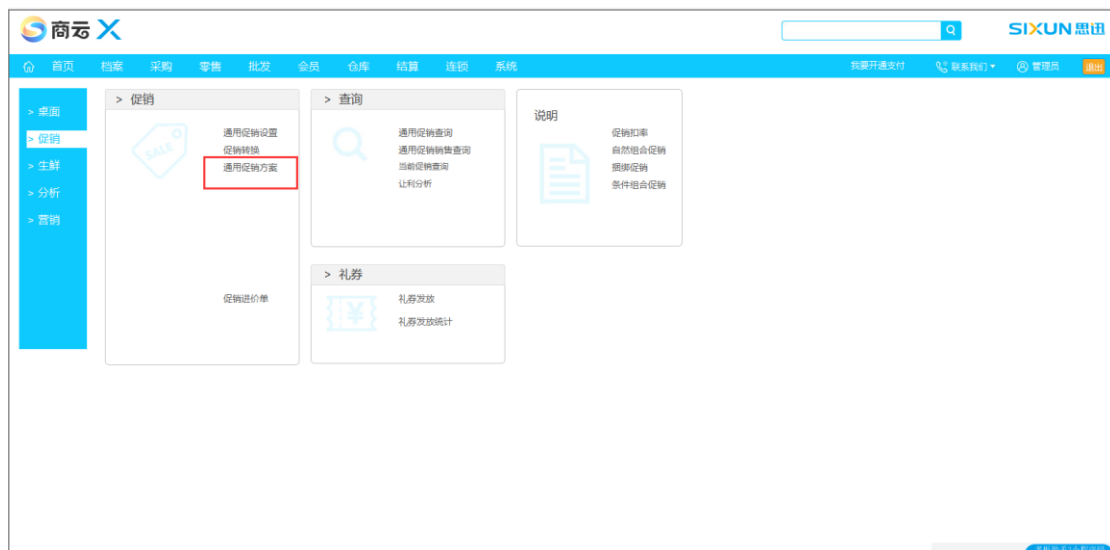 商云 X
SIXUN思迅
首页 档案 采购 零售 批发 会员 仓库 结算 连锁 系统 我要开通支付 联系我们 管理员 退出
> 桌面
> 促销
> 生鲜
> 分析
> 营销
> 促销
SALE
通用促销设置
促销转换
通用促销方案
促销进价单
> 查询
通用促销查询
通用促销销售查询
当前促销查询
让利分析
> 礼券
¥
礼券发放
礼券发放统计
说明
促销扣率
自然组合促销
捆绑促销
条件组合促销